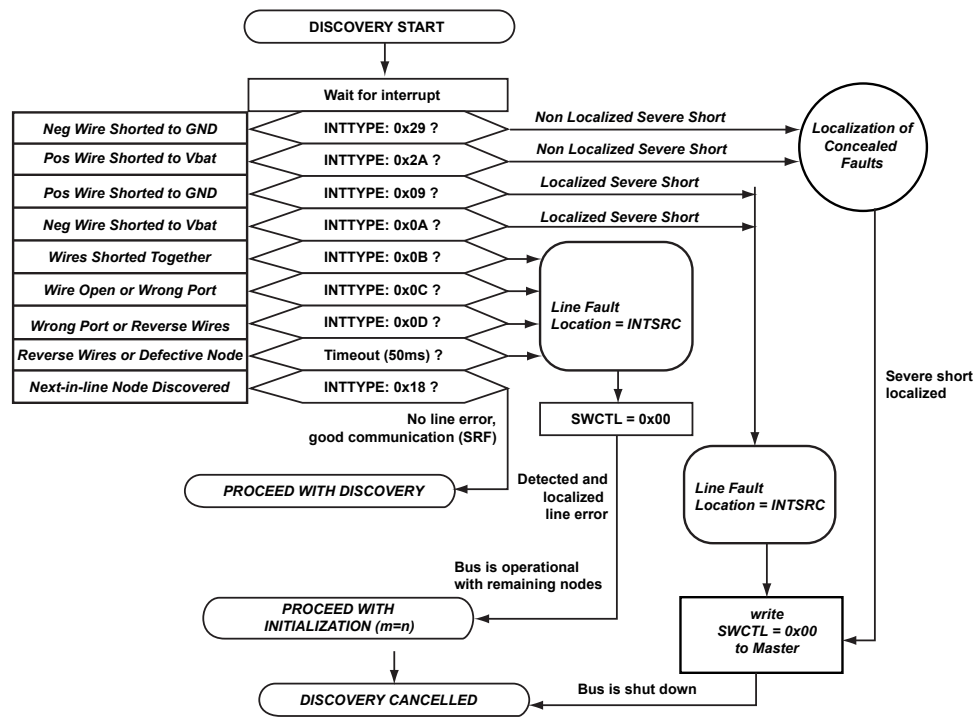 DISCOVERY START
Wait for interrupt
Neg Wire Shorted to GND
INTTYPE: 0x29 ?
Non Localized Severe Short
Pos Wire Shorted to Vbat
INTTYPE: 0x2A ?
Non Localized Severe Short
Localization of
Concealed
Faults
Pos Wire Shorted to GND
INTTYPE: 0x09 ?
Localized Severe Short
Neg Wire Shorted to Vbat
INTTYPE: 0x0A ?
Localized Severe Short
Wires Shorted Together
INTTYPE: 0x0B ?
Wire Open or Wrong Port
INTTYPE: 0x0C ?
Wrong Port or Reverse Wires
INTTYPE: 0x0D ?
Reverse Wires or Defective Node
Timeout (50ms) ?
Next-in-line Node Discovered
INTTYPE: 0x18 ?
Line Fault
Location = INTSRC
Severe short
localized
No line error,
good communication (SRF)
SWCTL = 0x00
PROCEED WITH DISCOVERY
Detected and
localized
line error
Line Fault
Location = INTSRC
Bus is operational
with remaining nodes
PROCEED WITH
INITIALIZATION (m=n)
write
SWCTL = 0x00
to Master
DISCOVERY CANCELLED
Bus is shut down